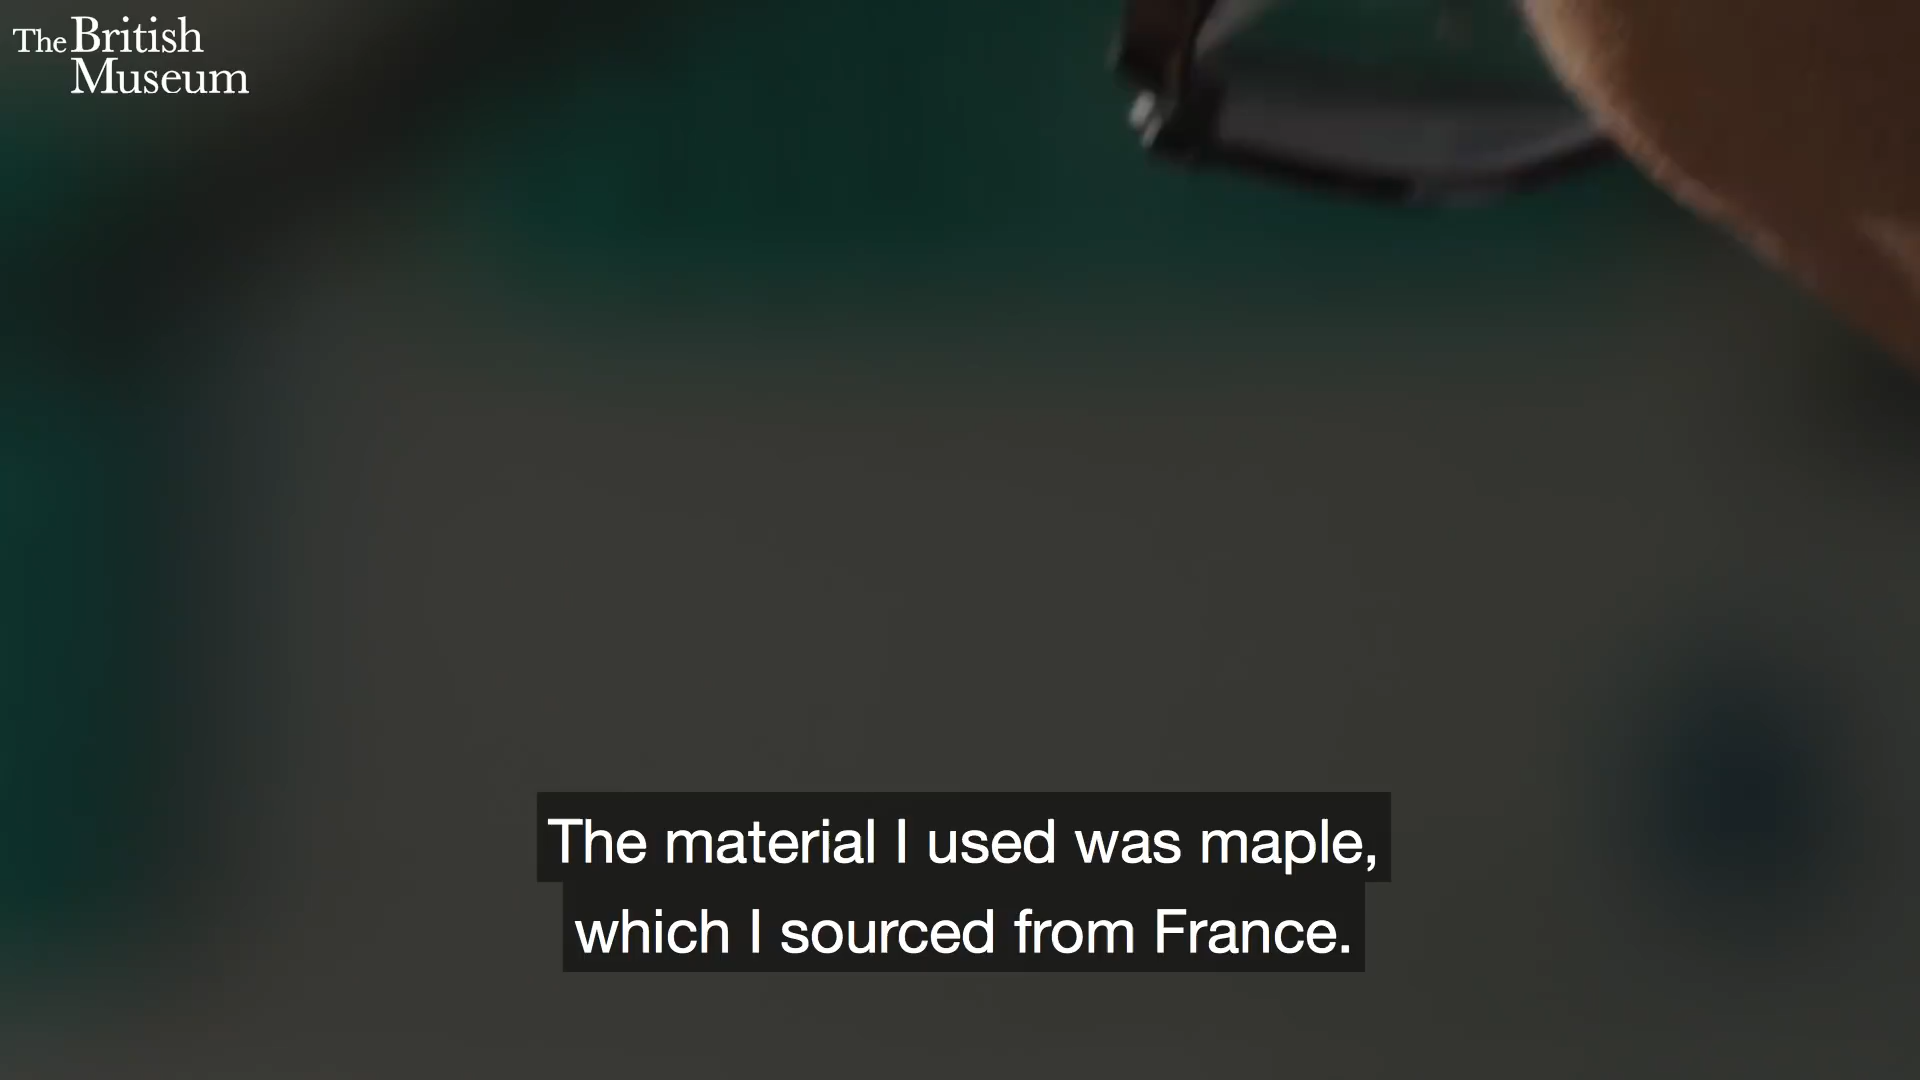 The British
Museum
The material I used was maple,
which I sourced from France.